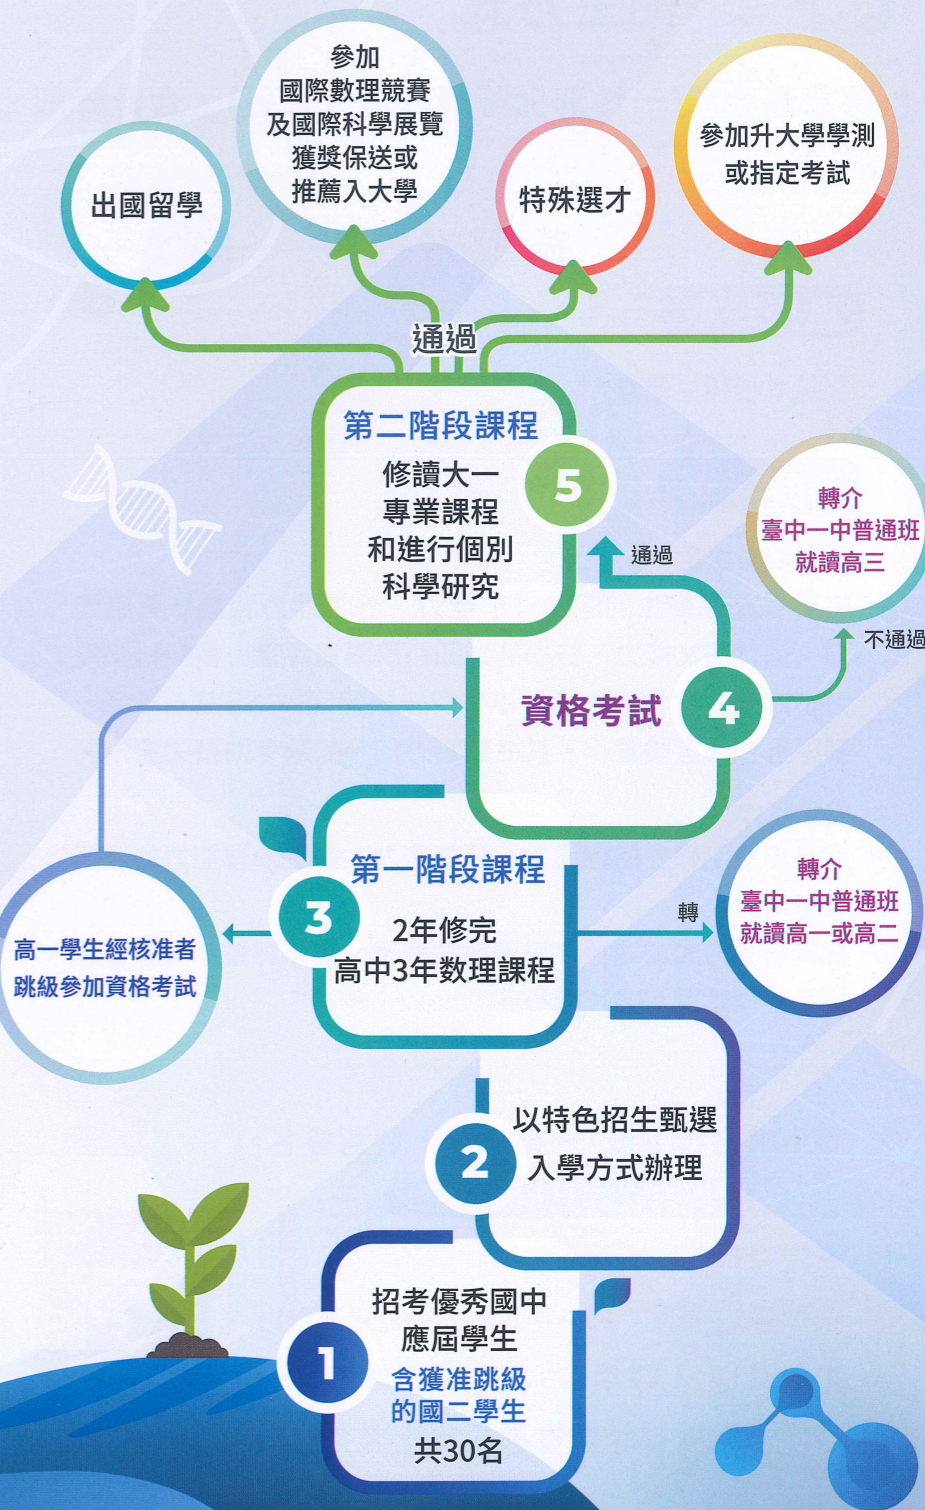 出國留學
參加
國際數理競賽
及國際科學展覽
獲獎保送或
推薦入大學
特殊選才
參加升大學學測
或指定考試
通過
第二階段課程
修讀大一
專業課程
和進行個別
科學研究
5
通過
轉介
臺中一中普通班
就讀高三
不通過
資格考試
4
第一階段課程
2年修完
高中3年数理課程
3
高一學生經核准者
跳級參加資格考試
轉
轉介
臺中一中普通班
就讀高一或高二
以特色招生甄選
入學方式辦理
2
招考優秀國中
應屆學生
含獲准跳級
的國二學生
共30名
1